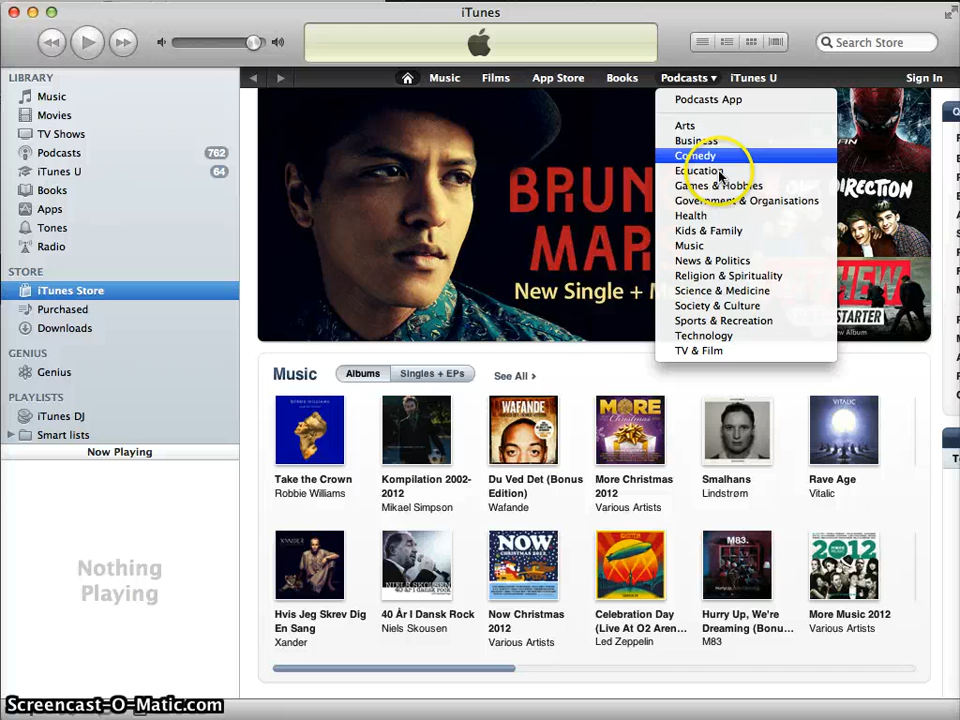 iTunes
Search Store
LIBRARY
Music
Movies
TV Shows
Podcasts 762
iTunes U 64
Books
Apps
Tones
Radio
STORE
iTunes Store
Purchased
Downloads
GENIUS
Genius
PLAYLISTS
iTunes DJ
Smart lists
Now Playing
Nothing
Playing
Music Films App Store Books Podcasts iTunes U Sign In
Podcasts App
Arts
Business
Comedy
Education
Games & Hobbies
Government & Organisations
Health
Kids & Family
Music
News & Politics
Religion & Spirituality
Science & Medicine
Society & Culture
Sports & Recreation
Technology
TV & Film
New Single +
DIRECTION
Music Albums Singles + EPs See All
Take the Crown
Robbie Williams
Kompilation 2002-
2012
Mikael Simpson
WAFANDE
Du Ved Det (Bonus
Edition)
Wafande
MORE
Christmas
More Christmas
2012
Various Artists
Smalhans
Lindstrøm
VITALIC
Rave Age
Vitalic
XANDER
Hvis Jeg Skrev Dig
En Sang
Xander
NIELS SKOUSEN
40 År I Dansk Rock
Niels Skousen
NOW
CHRISTMAS 2012
Now Christmas
2012
Various Artists
Celebration Day
(Live At O2 Aren...
Led Zeppelin
M83.
Hurry Up, We're
Dreaming (Bonu...
M83
2012
More Music 2012
Various Artists
Screencast-O-Matic.com